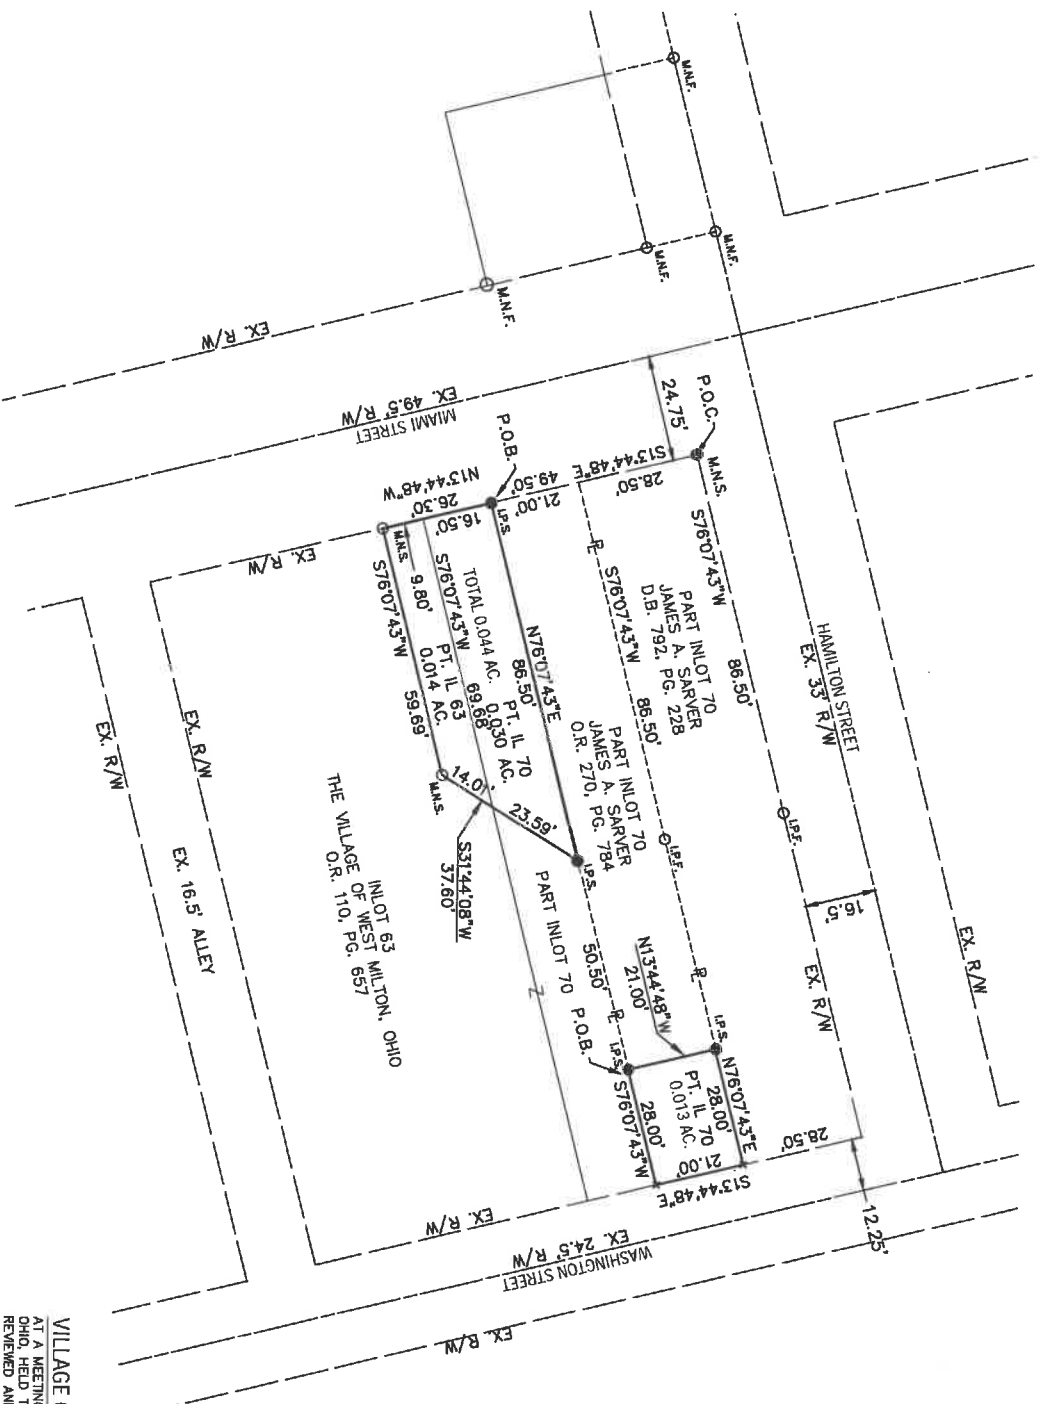 M.N.F.
M.N.F.
M.N.F.
M.N.F.
EX. R/W
MIAMI STREET
EX. 49.5' R/W
P.O.C.
24.75'
M.N.S.
S13°44'48"E
49.50'
28.50'
21.00'
P.O.B.
I.P.S.
N13°44'48"W
26.30'
16.50'
M.N.S.
9.80'
EX. R/W
HAMILTON STREET
EX. 33' R/W
S76°07'43"W
86.50'
I.P.F.
16.5'
EX. R/W
EX. R/W
PART INLOT 70
JAMES A. SARVER
D.B. 792, PG. 228
S76°07'43"W
86.50'
I.P.F.
PART INLOT 70
JAMES A. SARVER
O.R. 270, PG. 784
N76°07'43"E
86.50'
I.P.S.
PT. IL 70
0.030 AC.
TOTAL 0.044 AC.
S76°07'43"W
69.68'
PT. IL 63
0.014 AC.
S76°07'43"W
59.69'
M.N.S.
14.01'
23.59'
S31°44'08"W
37.60'
PART INLOT 70
50.50'
P.O.B.
I.P.S.
N13°44'48"W
21.00'
I.P.S.
N76°07'43"E
28.00'
PT. IL 70
0.013 AC.
28.00'
S76°07'43"W
21.00'
S13°44'48"E
28.50'
12.25'
INLOT 63
THE VILLAGE OF WEST MILTON, OHIO
O.R. 110, PG. 657
EX. R/W
EX. R/W
EX. 16.5' ALLEY
EX. R/W
WASHINGTON STREET
EX. 24.5' R/W
EX. R/W
VILLAGE
AT A MEETING
OHIO, HELD T
REVIEWED AN